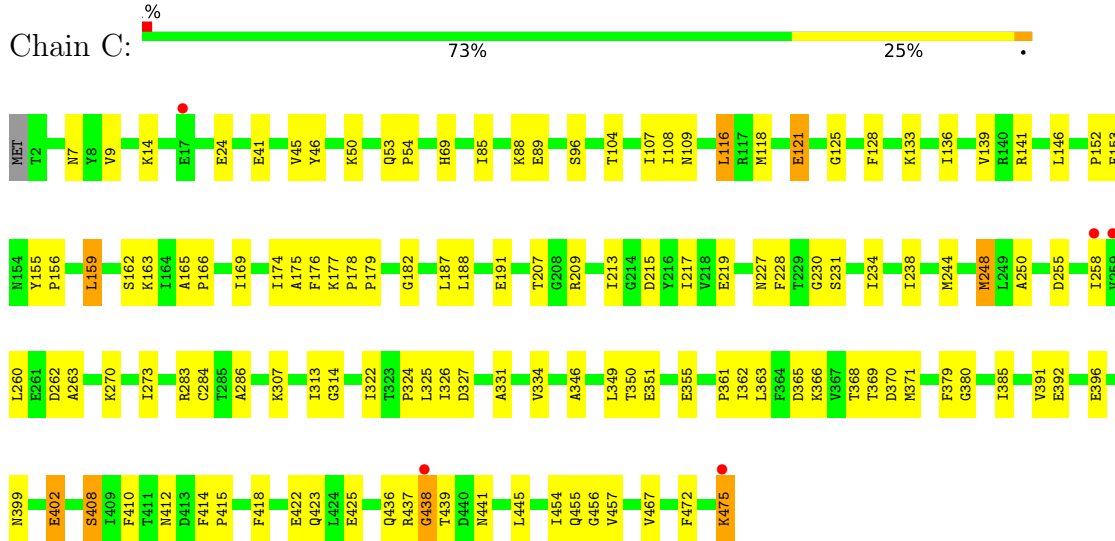 .%
Chain C:
73% 25% •
MET T2 N7 Y8 V9 K14 E17 E24 E41 V45 Y46 K50 Q53 P54 H69 I85 K88 E89 S96 T104 I107 I108 N109 L116 R117 M118 E121 G125 F128 K133 I136 V139 R140 R141 L146 P152 E153
N154 Y155 P156 L159 S162 K163 I164 A165 P166 I169 I174 A175 F176 K177 P178 P179 G182 L187 L188 E191 T207 G208 R209 I213 G214 D215 Y216 I217 V218 E219 N227 F228 T229 G230 S231 I234 I238 M244 M248 L249 A250 D255 I258 V259
L260 E261 D262 A263 K270 I273 R283 C284 T285 A286 K307 I313 G314 I322 T323 P324 L325 I326 D327 A331 V334 A346 L349 T350 E351 E355 P361 I362 L363 F364 D365 K366 V367 T368 T369 D370 M371 F379 G380 I385 V391 E392 E396
N399 E402 S408 I409 F410 T411 N412 D413 F414 P415 F418 E422 Q423 L424 E425 Q436 R437 G438 T439 D440 N441 L445 I454 Q455 G456 V457 V467 F472 K475